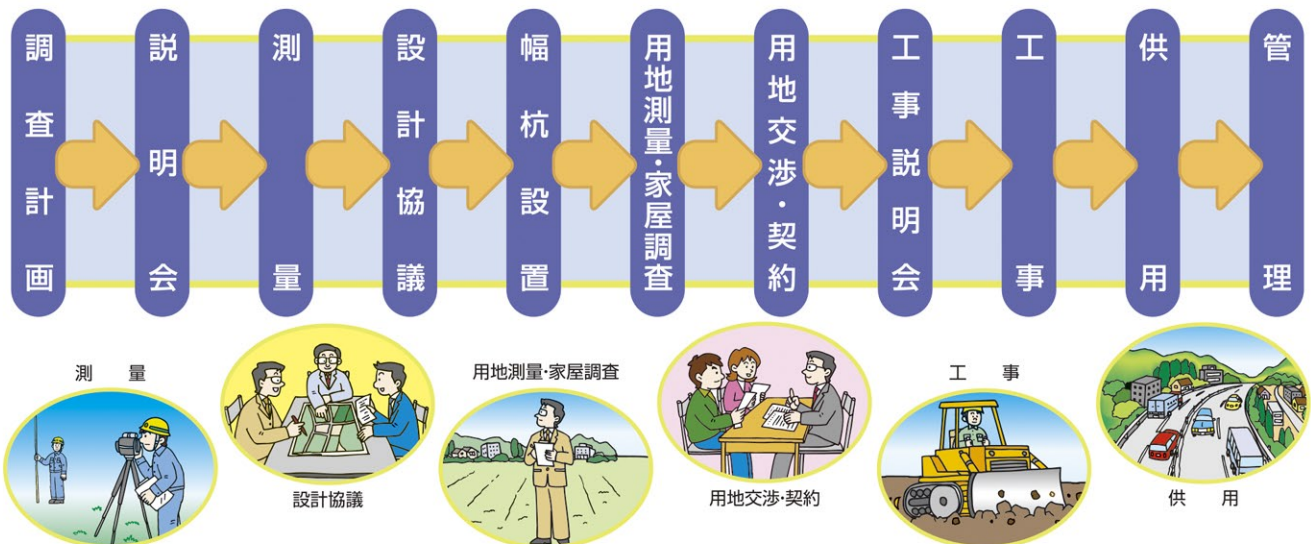 調査計画
説明会
測量
設計協議
幅杭設置
用地測量・家屋調査
用地交渉・契約
工事説明会
工事
供用
管理
測量
設計協議
用地測量・家屋調査
用地交渉・契約
工事
供用